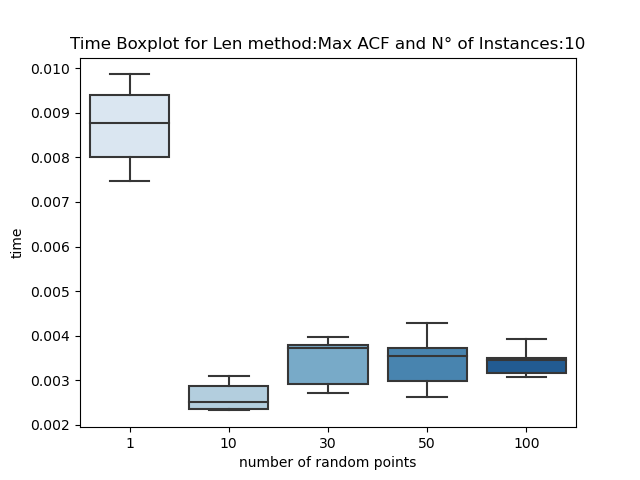 Time Boxplot for Len method:Max ACF and N° of Instances:10
0.010
0.009
0.008
0.007
0.006
0.005
0.004
0.003
0.002
time
1 10 30 50 100
number of random points